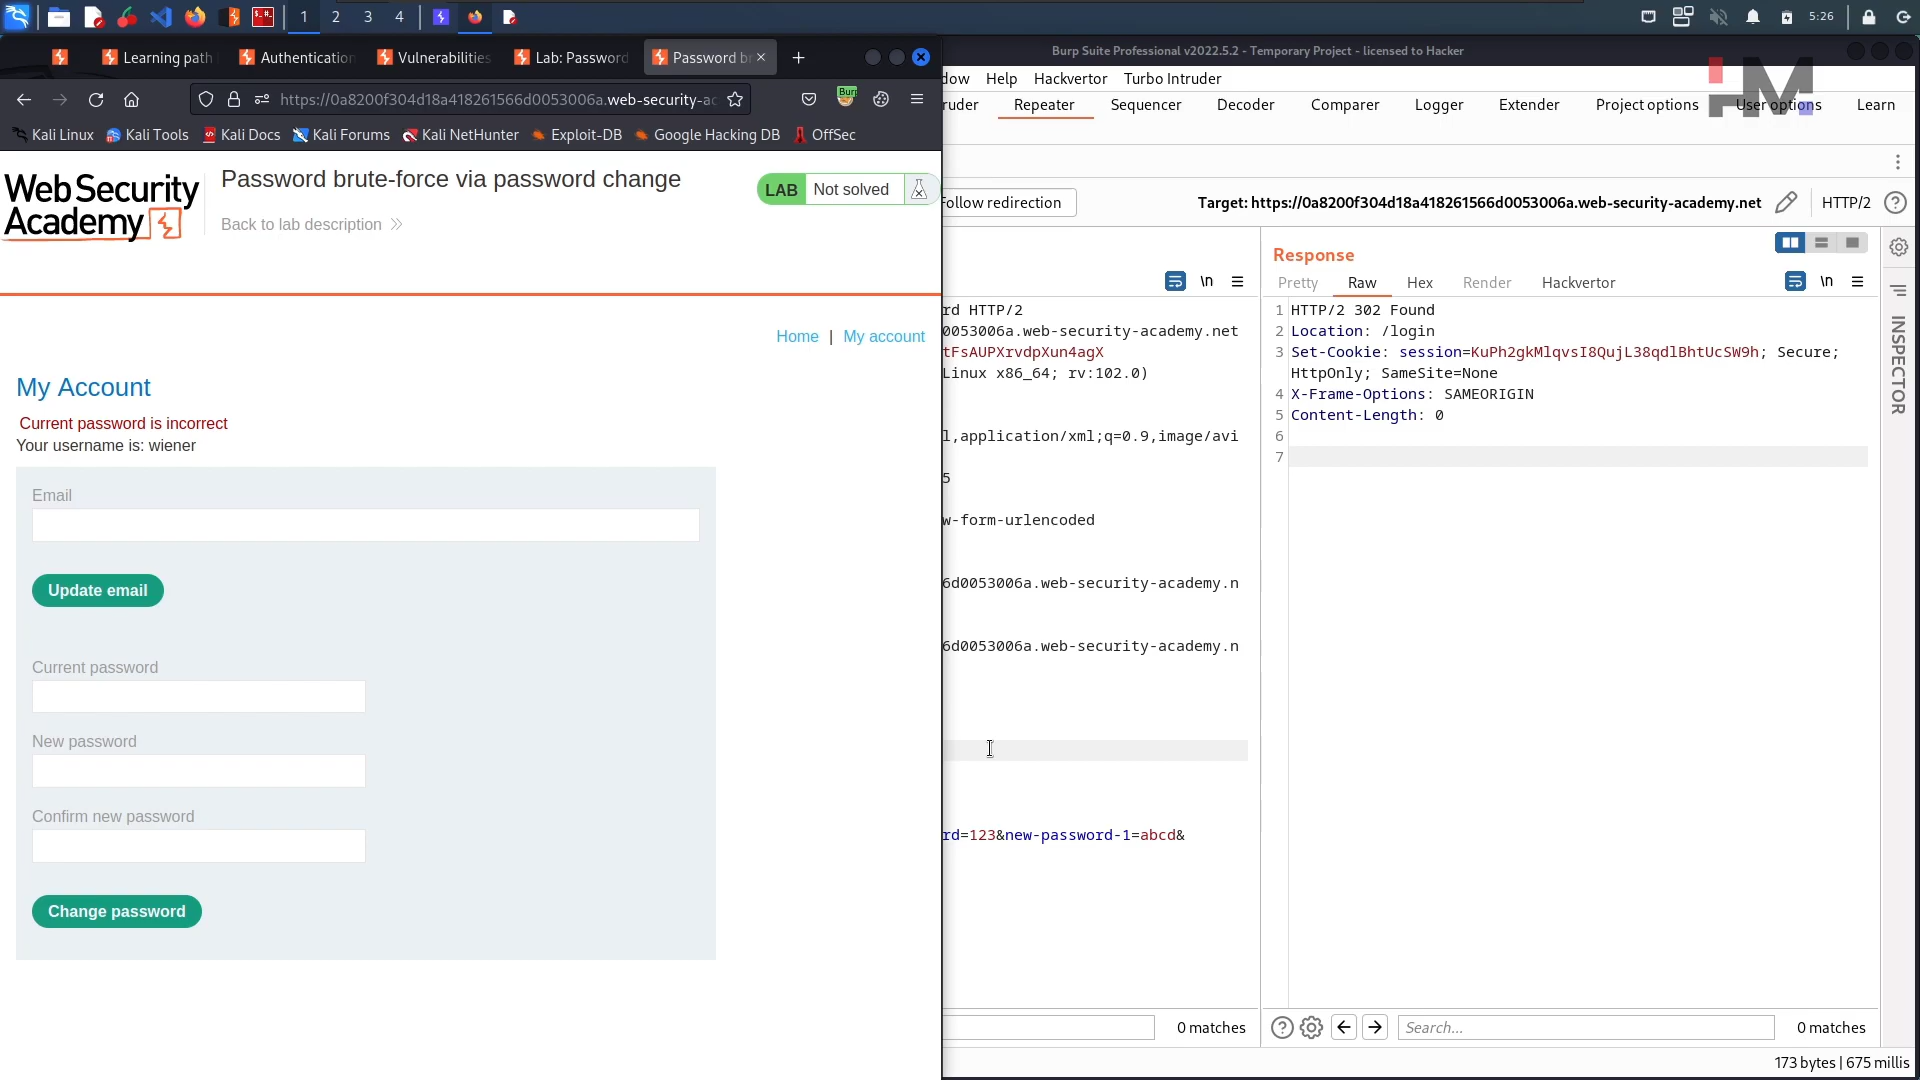 1 2 3 4
5:26
Learning path
Authentication
Vulnerabilities
Lab: Password
Password br
Burp Suite Professional v2022.5.2 - Temporary Project - licensed to Hacker
dow Help Hackvertor Turbo Intruder
https://0a8200f304d18a418261566d0053006a.web-security-ac
Burp
ruder Repeater Sequencer Decoder Comparer Logger Extender Project options User options Learn
Kali Linux Kali Tools Kali Docs Kali Forums Kali NetHunter Exploit-DB Google Hacking DB OffSec
HM
Web Security
Academy
Password brute-force via password change
Back to lab description
LAB Not solved
Follow redirection
Target: https://0a8200f304d18a418261566d0053006a.web-security-academy.net
HTTP/2
Home | My account
My Account
Current password is incorrect
Your username is: wiener
Email
Update email
Current password
New password
Confirm new password
Change password
\n
rd HTTP/2
0053006a.web-security-academy.net
tFsAUPXrvdpXun4agX
Linux x86_64; rv:102.0)
l,application/xml;q=0.9,image/avi
5
w-form-urlencoded
6d0053006a.web-security-academy.n
6d0053006a.web-security-academy.n
rd=123&new-password-1=abcd&
0 matches
Response
Pretty Raw Hex Render Hackvertor
\n
1 HTTP/2 302 Found
2 Location: /login
3 Set-Cookie: session=KuPh2gkMlqvsI8QujL38qdlBhtUcSW9h; Secure;
HttpOnly; SameSite=None
4 X-Frame-Options: SAMEORIGIN
5 Content-Length: 0
6
7
INSPECTOR
Search...
0 matches
173 bytes | 675 millis